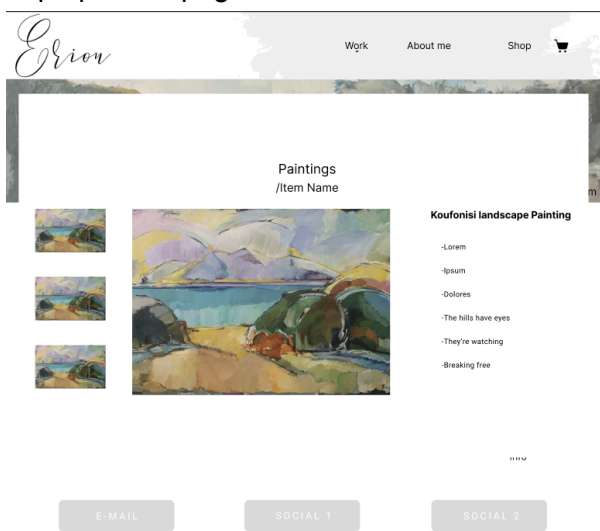 Erion
Work
About me
Shop
Paintings
/Item Name
Koufonisi landscape Painting
-Lorem
-Ipsum
-Dolores
-The hills have eyes
-They're watching
-Breaking free
E-MAIL
SOCIAL 1
SOCIAL 2